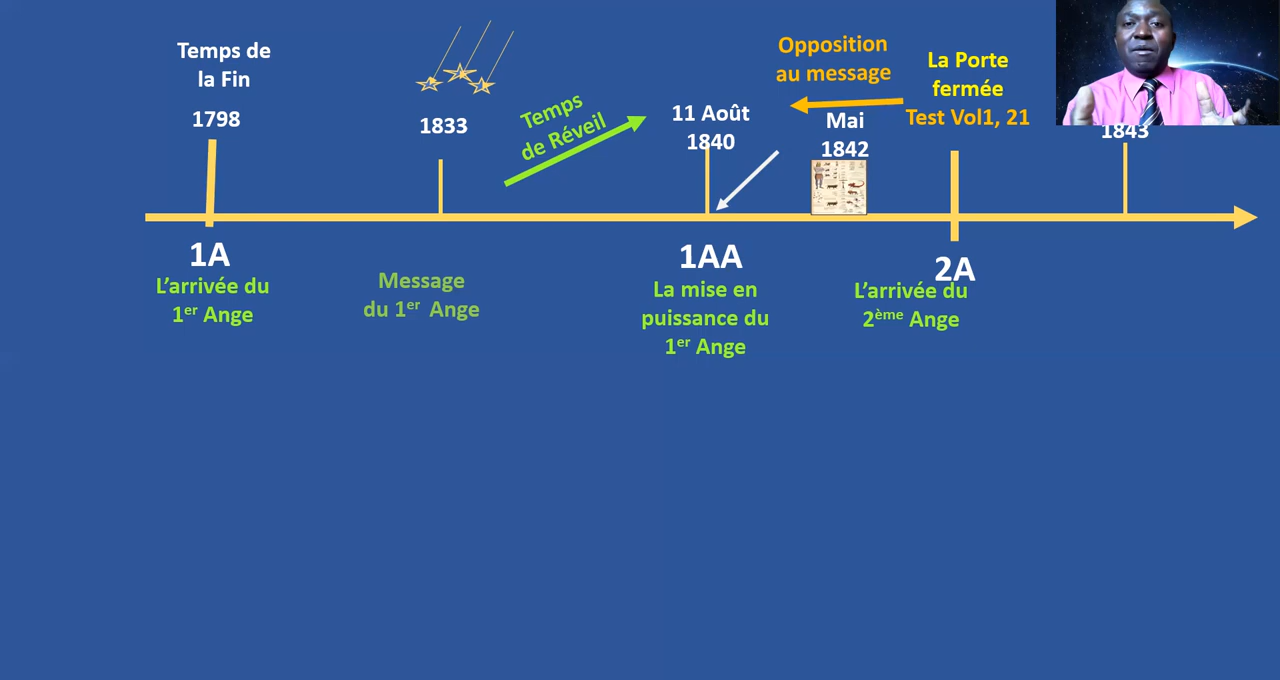 Temps de
la Fin
1798
1833
Temps
de Réveil
11 Août
1840
Opposition
au message
Mai
1842
La Porte
fermée
Test Vol1, 21
1843
1A
L’arrivée du
1er Ange
Message
du 1er Ange
1AA
La mise en
puissance du
1er Ange
2A
L’arrivée du
2ème Ange